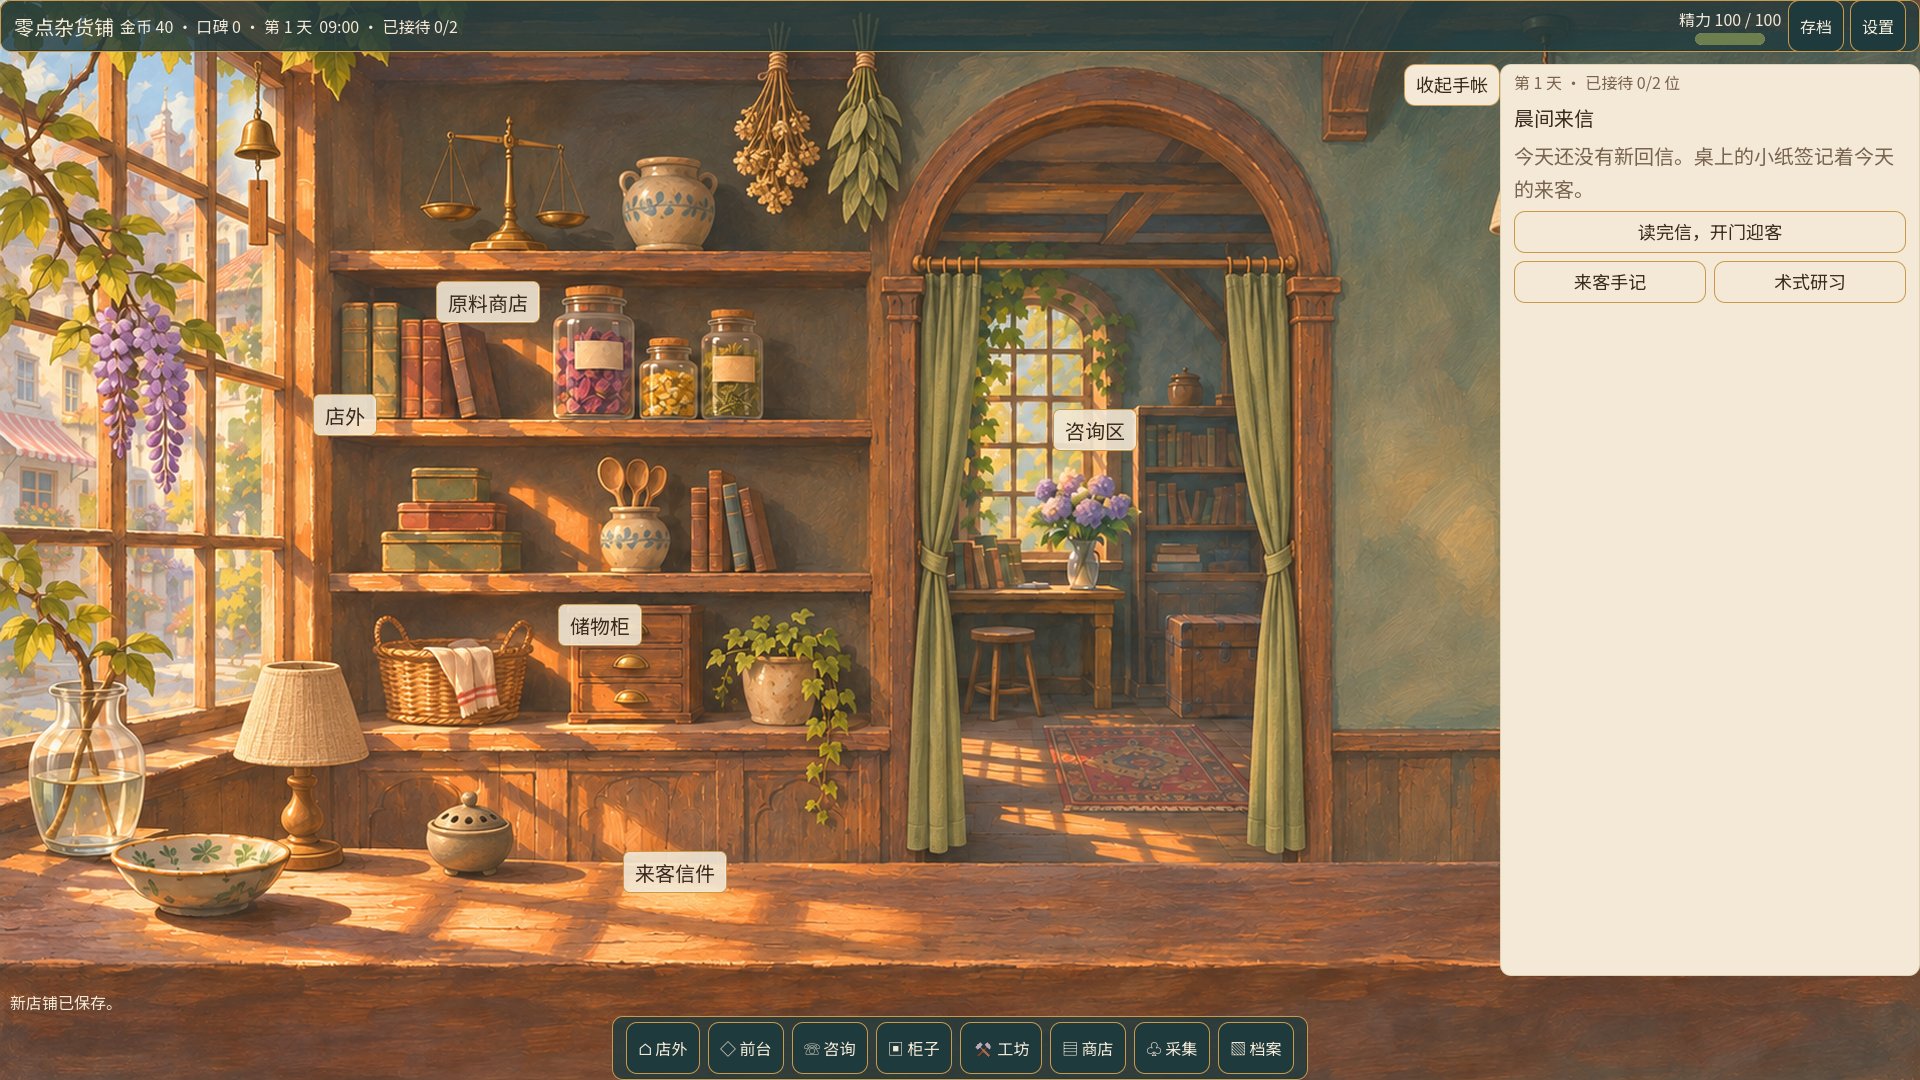 零点杂货铺 金币 40 · 口碑 0 · 第 1 天 09:00 · 已接待 0/2
精力 100 / 100
存档
设置
收起手帐
第 1 天 · 已接待 0/2 位
晨间来信
今天还没有新回信。桌上的小纸签记着今天
的来客。
读完信，开门迎客
来客手记
术式研习
原料商店
店外
咨询区
储物柜
来客信件
新店铺已保存。
店外
前台
咨询
柜子
工坊
商店
采集
档案